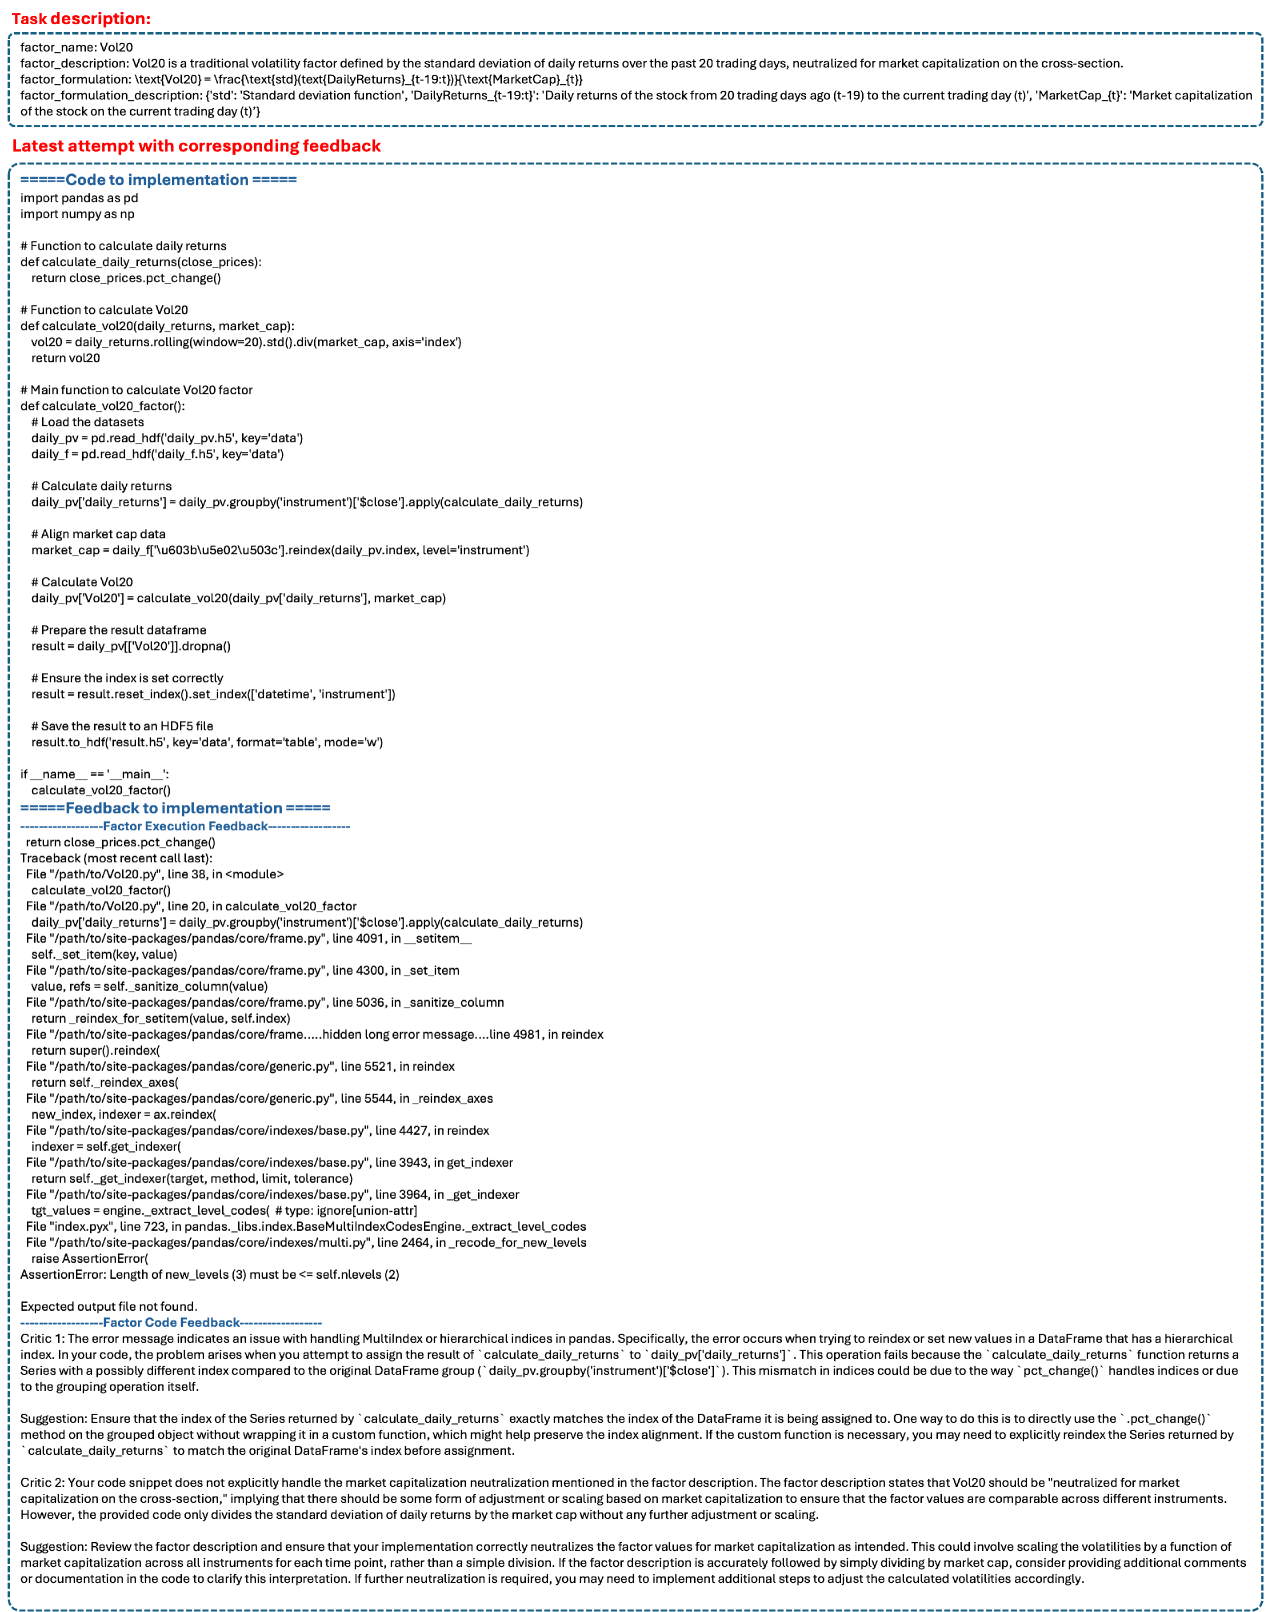 Task description:
factor_name: Vol20
factor_description: Vol20 is a traditional volatility factor defined by the standard deviation of daily returns over the past 20 trading days, neutralized for market capitalization on the cross-section.
factor_formulation: \text{Vol20} = \frac{\text{std}(text{DailyReturns}_{t-19:t})}{\text{MarketCap}_{t}}
factor_formulation_description: {'std': 'Standard deviation function', 'DailyReturns_{t-19:t}': 'Daily returns of the stock from 20 trading days ago (t-19) to the current trading day (t)', 'MarketCap_{t}': 'Market capitalization
of the stock on the current trading day (t)'}
Latest attempt with corresponding feedback
=====Code to implementation =====
import pandas as pd
import numpy as np
# Function to calculate daily returns
def calculate_daily_returns(close_prices):
return close_prices.pct_change()
# Function to calculate Vol20
def calculate_vol20(daily_returns, market_cap):
vol20 = daily_returns.rolling(window=20).std().div(market_cap, axis='index')
return vol20
# Main function to calculate Vol20 factor
def calculate_vol20_factor():
# Load the datasets
daily_pv = pd.read_hdf('daily_pv.h5', key='data')
daily_f = pd.read_hdf('daily_f.h5', key='data')
# Calculate daily returns
daily_pv['daily_returns'] = daily_pv.groupby('instrument')['$close'].apply(calculate_daily_returns)
# Align market cap data
market_cap = daily_f['\u603b\u5e02\u503c'].reindex(daily_pv.index, level='instrument')
# Calculate Vol20
daily_pv['Vol20'] = calculate_vol20(daily_pv['daily_returns'], market_cap)
# Prepare the result dataframe
result = daily_pv[['Vol20']].dropna()
# Ensure the index is set correctly
result = result.reset_index().set_index(['datetime', 'instrument'])
# Save the result to an HDF5 file
result.to_hdf('result.h5', key='data', format='table', mode='w')
if __name__ == '__main__':
calculate_vol20_factor()
=====Feedback to implementation =====
------------------Factor Execution Feedback------------------
return close_prices.pct_change()
Traceback (most recent call last):
File "/path/to/Vol20.py", line 38, in <module>
calculate_vol20_factor()
File "/path/to/Vol20.py", line 20, in calculate_vol20_factor
daily_pv['daily_returns'] = daily_pv.groupby('instrument')['$close'].apply(calculate_daily_returns)
File "/path/to/site-packages/pandas/core/frame.py", line 4091, in __setitem__
self._set_item(key, value)
File "/path/to/site-packages/pandas/core/frame.py", line 4300, in _set_item
value, refs = self._sanitize_column(value)
File "/path/to/site-packages/pandas/core/frame.py", line 5036, in _sanitize_column
return _reindex_for_setitem(value, self.index)
File "/path/to/site-packages/pandas/core/frame.....hidden long error message....line 4981, in reindex
return super().reindex(
File "/path/to/site-packages/pandas/core/generic.py", line 5521, in reindex
return self._reindex_axes(
File "/path/to/site-packages/pandas/core/generic.py", line 5544, in _reindex_axes
new_index, indexer = ax.reindex(
File "/path/to/site-packages/pandas/core/indexes/base.py", line 4427, in reindex
indexer = self.get_indexer(
File "/path/to/site-packages/pandas/core/indexes/base.py", line 3943, in get_indexer
return self._get_indexer(target, method, limit, tolerance)
File "/path/to/site-packages/pandas/core/indexes/base.py", line 3964, in _get_indexer
tgt_values = engine._extract_level_codes( # type: ignore[union-attr]
File "index.pyx", line 723, in pandas._libs.index.BaseMultiIndexCodesEngine._extract_level_codes
File "/path/to/site-packages/pandas/core/indexes/multi.py", line 2464, in _recode_for_new_levels
raise AssertionError(
AssertionError: Length of new_levels (3) must be <= self.nlevels (2)
Expected output file not found.
------------------Factor Code Feedback------------------
Critic 1: The error message indicates an issue with handling MultiIndex or hierarchical indices in pandas. Specifically, the error occurs when trying to reindex or set new values in a DataFrame that has a hierarchical
index. In your code, the problem arises when you attempt to assign the result of `calculate_daily_returns` to `daily_pv['daily_returns']`. This operation fails because the `calculate_daily_returns` function returns a
Series with a possibly different index compared to the original DataFrame group (`daily_pv.groupby('instrument')['$close']`). This mismatch in indices could be due to the way `pct_change()` handles indices or due
to the grouping operation itself.
Suggestion: Ensure that the index of the Series returned by `calculate_daily_returns` exactly matches the index of the DataFrame it is being assigned to. One way to do this is to directly use the `.pct_change()`
method on the grouped object without wrapping it in a custom function, which might help preserve the index alignment. If the custom function is necessary, you may need to explicitly reindex the Series returned by
`calculate_daily_returns` to match the original DataFrame's index before assignment.
Critic 2: Your code snippet does not explicitly handle the market capitalization neutralization mentioned in the factor description. The factor description states that Vol20 should be "neutralized for market
capitalization on the cross-section," implying that there should be some form of adjustment or scaling based on market capitalization to ensure that the factor values are comparable across different instruments.
However, the provided code only divides the standard deviation of daily returns by the market cap without any further adjustment or scaling.
Suggestion: Review the factor description and ensure that your implementation correctly neutralizes the factor values for market capitalization as intended. This could involve scaling the volatilities by a function of
market capitalization across all instruments for each time point, rather than a simple division. If the factor description is accurately followed by simply dividing by market cap, consider providing additional comments
or documentation in the code to clarify this interpretation. If further neutralization is required, you may need to implement additional steps to adjust the calculated volatilities accordingly.